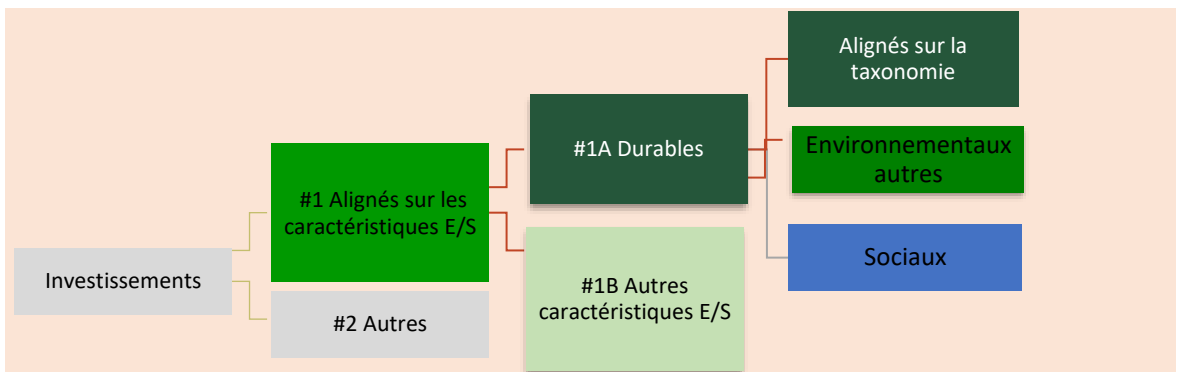 Investissements
#1 Alignés sur les
caractéristiques E/S
#2 Autres
#1A Durables
#1B Autres
caractéristiques E/S
Alignés sur la
taxonomie
Environnementaux
autres
Sociaux